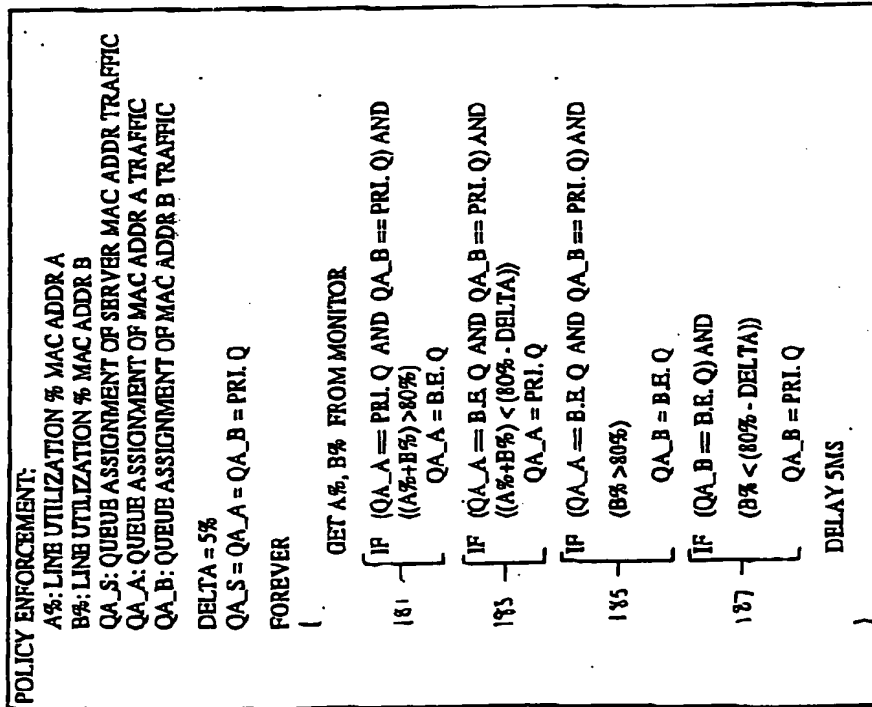 POLICY ENFORCEMENT:
A%: LINE UTILIZATION % MAC ADDR A
B%: LINE UTILIZATION % MAC ADDR B
QA_S: QUEUE ASSIGNMENT OF SERVER MAC ADDR TRAFFIC
QA_A: QUEUE ASSIGNMENT OF MAC ADDR A TRAFFIC
QA_B: QUEUE ASSIGNMENT OF MAC ADDR B TRAFFIC
DELTA = 5%
QA_S = QA_A = QA_B = PRI. Q
FOREVER
{
GET A%, B% FROM MONITOR
181 IF (QA_A == PRI. Q AND QA_B == PRI. Q) AND
((A%+B%) >80%)
QA_A = B.E. Q
183 IF (QA_A == B.E. Q AND QA_B == PRI. Q) AND
((A%+B%) < (80% - DELTA))
QA_A = PRI. Q
185 IF (QA_A == B.E. Q AND QA_B == PRI. Q) AND
(B% >80%)
QA_B = B.E. Q
187 IF (QA_B == B.E. Q) AND
(B% < (80% - DELTA))
QA_B = PRI. Q
DELAY 5MS
}